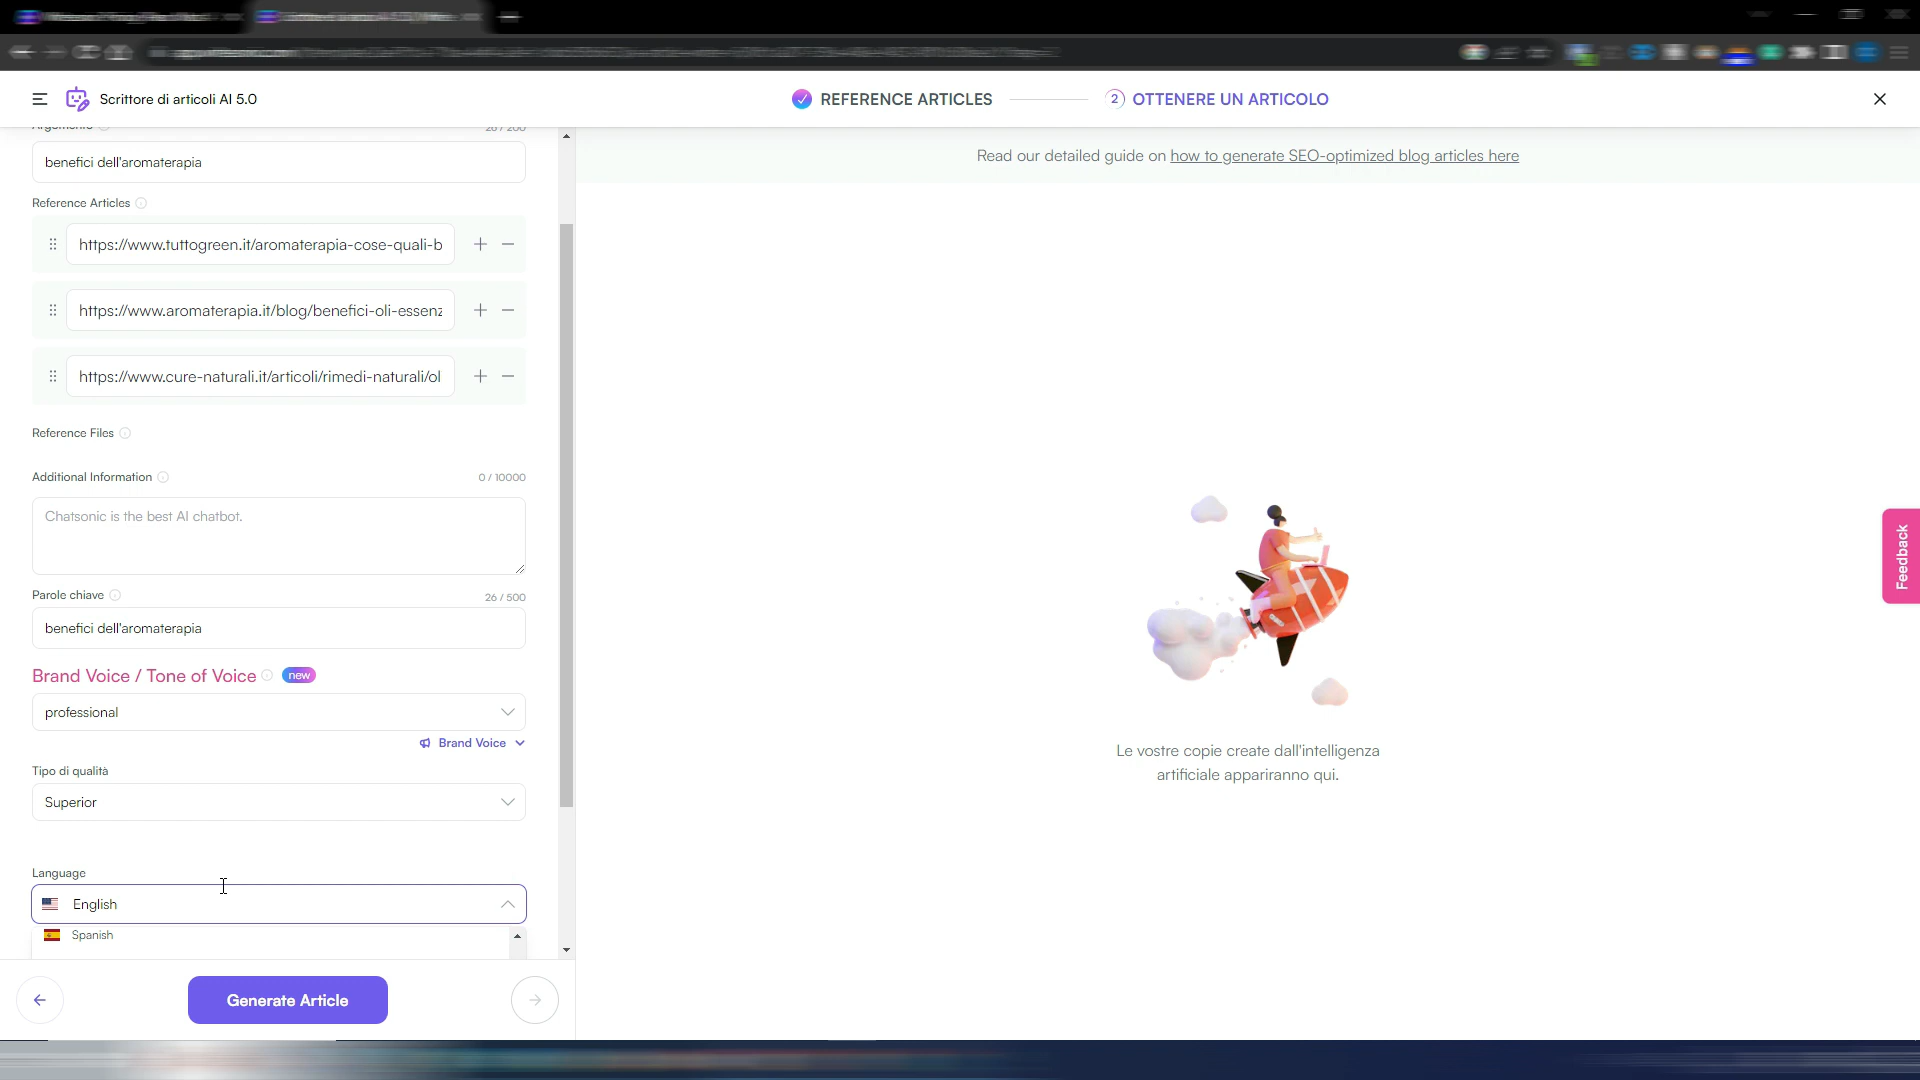 Scrittore di articoli AI 5.0
REFERENCE ARTICLES
2 OTTENERE UN ARTICOLO
Argomento
26 / 200
benefici dell'aromaterapia
Reference Articles
https://www.tuttogreen.it/aromaterapia-cose-quali-b
https://www.aromaterapia.it/blog/benefici-oli-essenz
https://www.cure-naturali.it/articoli/rimedi-naturali/ol
Reference Files
Additional Information
0 / 10000
Chatsonic is the best AI chatbot.
Parole chiave
26 / 500
benefici dell'aromaterapia
Brand Voice / Tone of Voice new
professional
Brand Voice
Tipo di qualità
Superior
Language
English
Spanish
Generate Article
Read our detailed guide on how to generate SEO-optimized blog articles here
Le vostre copie create dall'intelligenza
artificiale appariranno qui.
Feedback